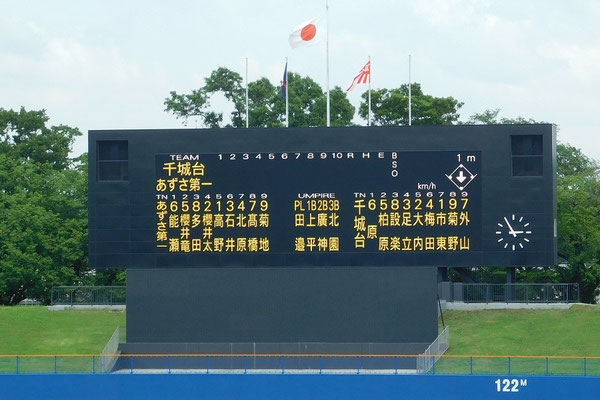 TEAM 1 2 3 4 5 6 7 8 9 10 R H E
B
S
O
1 m
千城台
あずさ第一
km/h
TN 1 2 3 4 5 6 7 8 9
6 5 8 2 1 3 4 7 9
あずさ第一
能瀬
櫻井竜
多田
櫻井太
高野
石井
北原
高橋
菊地
UMPIRE
PL 1B 2B 3B
田邉
上平
廣神
北園
TN 1 2 3 4 5 6 7 8 9
6 5 8 3 2 4 1 9 7
千城台
原
柏原
設楽
足立
大内
梅田
市東
菊野
外山
122M